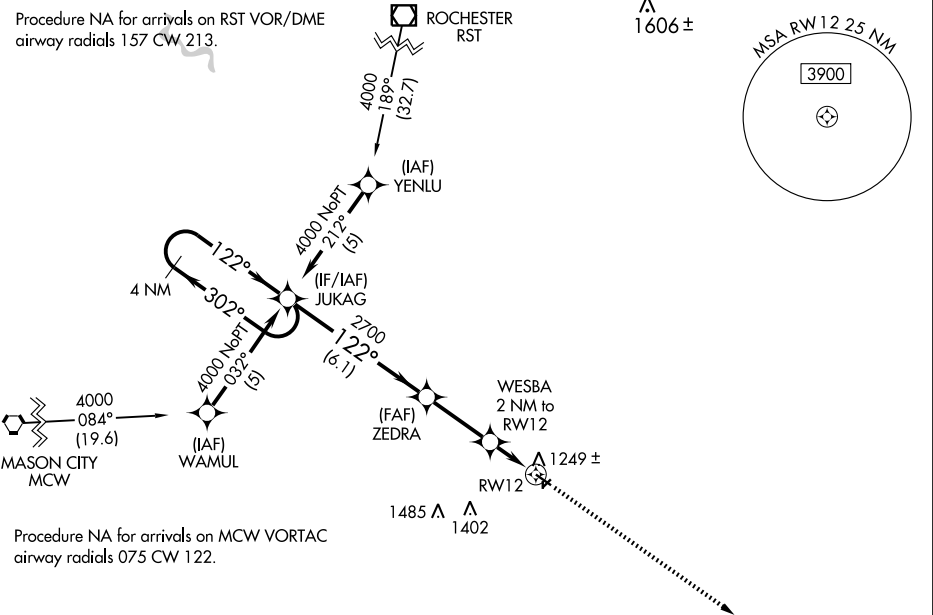 Procedure NA for arrivals on RST VOR/DME
airway radials 157 CW 213.
ROCHESTER
RST
1606 ±
MSA RW12 25 NM
3900
4000
189°
(32.7)
(IAF)
YENLU
4000 NoPT
212°
(5)
122°
4 NM
302°
(IF/IAF)
JUKAG
4000 NoPT
032°
(5)
2700
122°
(6.1)
4000
084°
(19.6)
MASON CITY
MCW
(IAF)
WAMUL
(FAF)
ZEDRA
WESBA
2 NM to
RW12
1249 ±
RW12
1485
1402
Procedure NA for arrivals on MCW VORTAC
airway radials 075 CW 122.